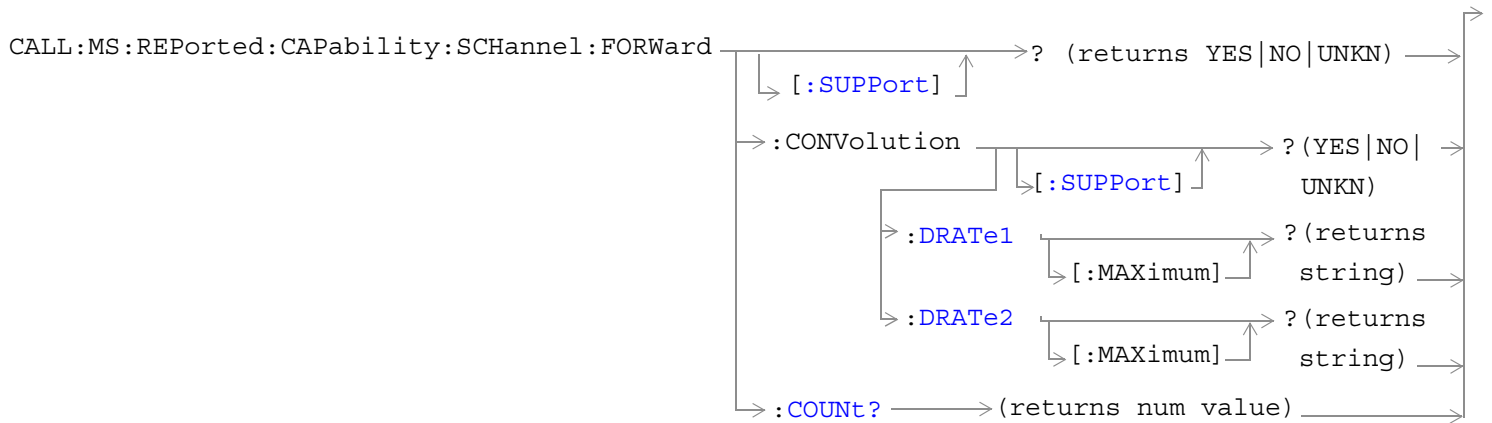 CALL:MS:REPorted:CAPability:SCHannel:FORWard ? (returns YES|NO|UNKN)
[:SUPPort]
:CONVolution ?(YES|NO|
[:SUPPort] UNKN)
:DRATe1 ?(returns
[:MAXimum] string)
:DRATe2 ?(returns
[:MAXimum] string)
:COUNt? (returns num value)